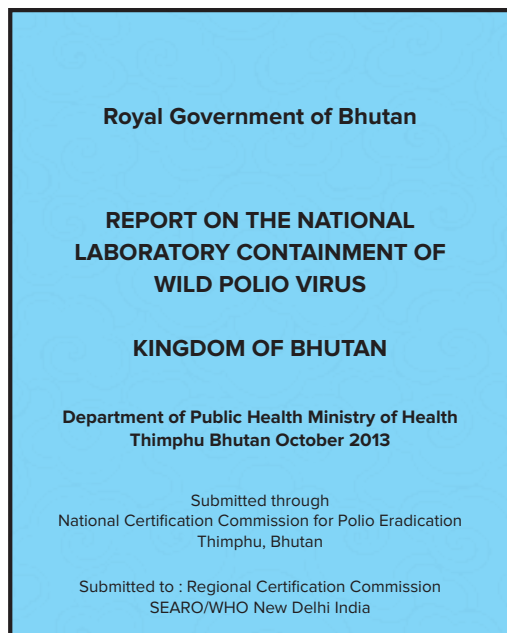 Royal Government of Bhutan
REPORT ON THE NATIONAL
LABORATORY CONTAINMENT OF
WILD POLIO VIRUS
KINGDOM OF BHUTAN
Department of Public Health Ministry of Health
Thimphu Bhutan October 2013
Submitted through
National Certification Commission for Polio Eradication
Thimphu, Bhutan
Submitted to : Regional Certification Commission
SEARO/WHO New Delhi India